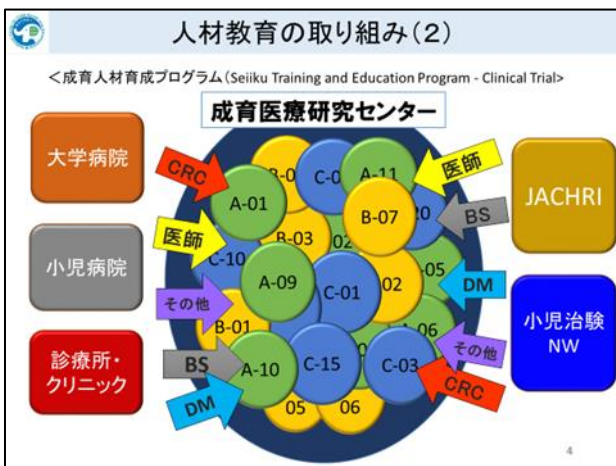 人材教育の取り組み(２)
＜成育人材育成プログラム(Seiiku Training and Education Program - Clinical Trial>
成育医療研究センター
大学病院
小児病院
診療所・
クリニック
CRC
医師
その他
BS
DM
B-0
C-0
A-11
A-01
B-07
20
B-03
02
C-10
A-09
02
-05
C-01
B-01
A-06
A-10
C-15
0
C-03
05
06
医師
BS
DM
その他
CRC
JACHRI
小児治験
NW
4